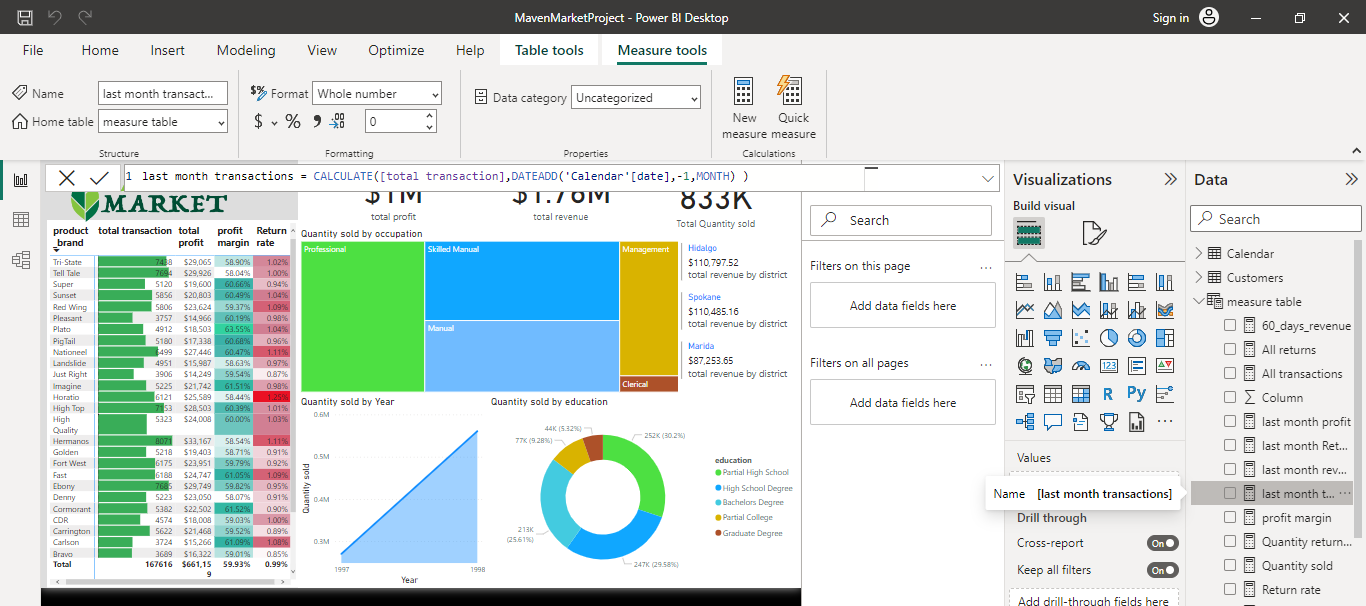 MavenMarketProject - Power BI Desktop
Sign in
File Home Insert Modeling View Optimize Help Table tools Measure tools
Name last month transact...
Home table measure table
Structure
Format Whole number
$ % 0
Formatting
Data category Uncategorized
Properties
New measure
Quick measure
Calculations
1 last month transactions = CALCULATE([total transaction],DATEADD('Calendar'[date],-1,MONTH) )
MARKET
$1M
total profit
$1.76M
total revenue
833K
Total Quantity sold
product_brand total transaction total profit profit margin Return rate
Tri-State 7438 $29,065 58.90% 1.02%
Tell Tale 7694 $29,926 58.04% 1.00%
Super 5120 $19,600 60.66% 0.94%
Sunset 5856 $20,803 60.49% 1.04%
Red Wing 5806 $23,624 59.37% 1.09%
Pleasant 3757 $14,966 60.19% 0.98%
Plato 4912 $18,503 63.55% 1.04%
PigTail 5180 $17,338 60.68% 0.96%
Nationeel 6499 $27,446 60.47% 1.11%
Landslide 4951 $15,987 58.63% 0.97%
Just Right 3906 $14,249 59.54% 0.87%
Imagine 5225 $21,742 61.51% 0.98%
Horatio 6121 $25,589 58.44% 1.25%
High Top 7153 $28,503 60.39% 1.01%
High Quality 5323 $24,008 60.00% 1.03%
Hermanos 8071 $33,167 58.54% 1.11%
Golden 5218 $19,403 58.71% 0.91%
Fort West 6175 $23,951 59.79% 0.92%
Fast 6188 $24,747 61.05% 1.09%
Ebony 7685 $29,749 59.82% 0.95%
Denny 5223 $23,050 58.07% 0.91%
Cormorant 5382 $22,502 61.52% 0.90%
CDR 4574 $18,008 59.03% 1.00%
Carrington 5622 $21,468 59.52% 0.89%
Carlson 3724 $15,266 61.09% 1.08%
Bravo 3689 $16,322 59.01% 0.85%
Total 167616 $661,159 59.93% 0.99%
Quantity sold by occupation
Professional
Skilled Manual
Manual
Management
Clerical
Hidalgo
$110,797.52
total revenue by district
Spokane
$110,485.16
total revenue by district
Marida
$87,253.65
total revenue by district
Quantity sold by Year
Quantity sold
0.6M
0.5M
0.4M
0.3M
1997 1998
Year
Quantity sold by education
44K (5.32%)
77K (9.28%)
252K (30.2%)
213K (25.61%)
247K (29.58%)
education
Partial High School
High School Degree
Bachelors Degree
Partial College
Graduate Degree
Search
Filters on this page ...
Add data fields here
Filters on all pages ...
Add data fields here
Visualizations
Build visual
123
R Py
...
Values
Name [last month transactions]
Drill through
Cross-report On
Keep all filters On
Add drill-through fields here
Data
Search
Calendar
Customers
measure table
60_days_revenue
All returns
All transactions
Column
last month profit
last month Ret...
last month rev...
last month t... ...
profit margin
Quantity return...
Quantity sold
Return rate